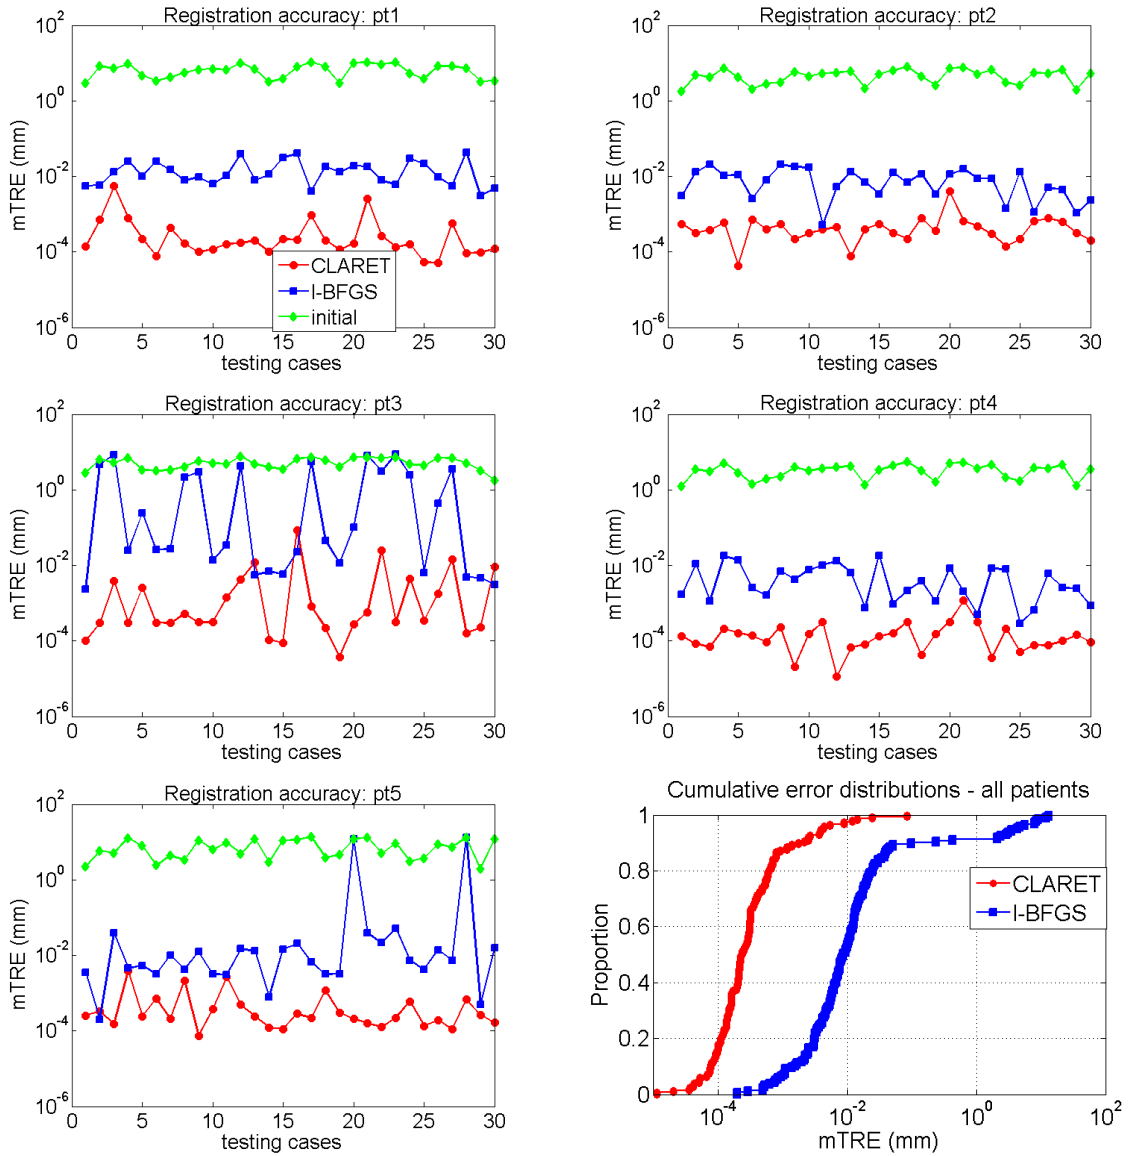 Registration accuracy: pt1
10^2
10^0
10^-2
10^-4
10^-6
mTRE (mm)
CLARET
l-BFGS
initial
0 5 10 15 20 25 30
testing cases
Registration accuracy: pt2
10^2
10^0
10^-2
10^-4
10^-6
mTRE (mm)
0 5 10 15 20 25 30
testing cases
Registration accuracy: pt3
10^2
10^0
10^-2
10^-4
10^-6
mTRE (mm)
0 5 10 15 20 25 30
testing cases
Registration accuracy: pt4
10^2
10^0
10^-2
10^-4
10^-6
mTRE (mm)
0 5 10 15 20 25 30
testing cases
Registration accuracy: pt5
10^2
10^0
10^-2
10^-4
10^-6
mTRE (mm)
0 5 10 15 20 25 30
testing cases
Cumulative error distributions - all patients
1
0.8
0.6
0.4
0.2
0
Proportion
CLARET
l-BFGS
10^-4 10^-2 10^0 10^2
mTRE (mm)